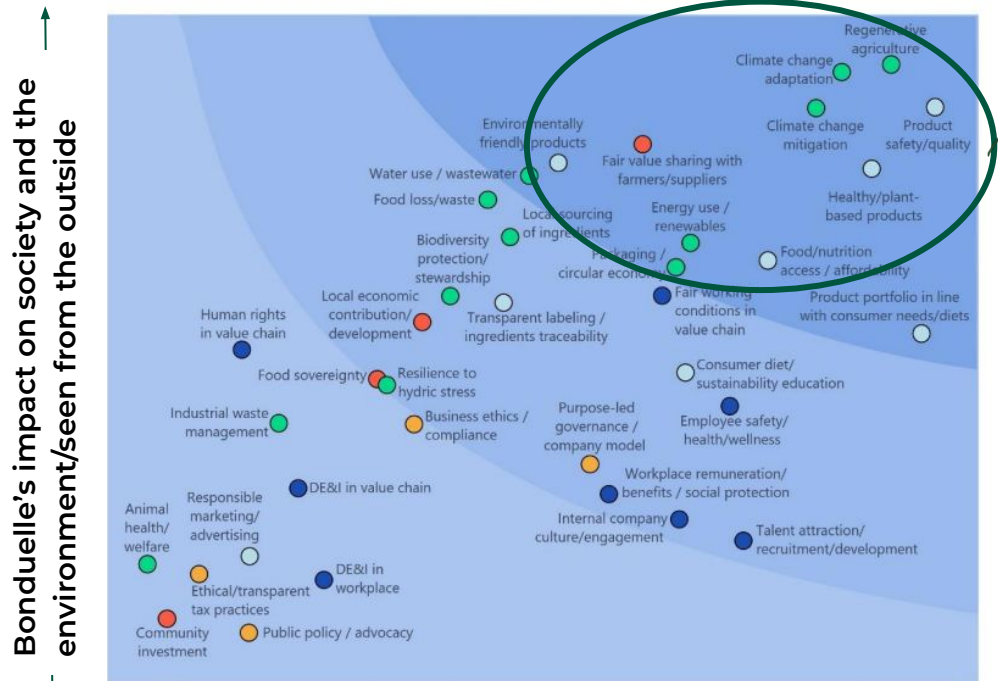 Bonduelle's impact on society and the
environment/seen from the outside
Regenerative
agriculture
Climate change
adaptation
Climate change
mitigation
Product
safety/quality
Environmentally
friendly products
Fair value sharing with
farmers/suppliers
Water use / wastewater
Healthy/plant-
based products
Food loss/waste
Local sourcing
of ingredients
Energy use /
renewables
Biodiversity
protection/
stewardship
Packaging /
circular economy
Food/nutrition
access / affordability
Local economic
contribution/
development
Transparent labeling /
ingredients traceability
Fair working
conditions in
value chain
Product portfolio in line
with consumer needs/diets
Human rights
in value chain
Food sovereignty
Resilience to
hydric stress
Consumer diet/
sustainability education
Industrial waste
management
Business ethics /
compliance
Purpose-led
governance /
company model
Employee safety/
health/wellness
DE&I in value chain
Workplace remuneration/
benefits / social protection
Animal
health/
welfare
Responsible
marketing/
advertising
Internal company
culture/engagement
Talent attraction/
recruitment/development
Ethical/transparent
tax practices
DE&I in
workplace
Community
investment
Public policy / advocacy